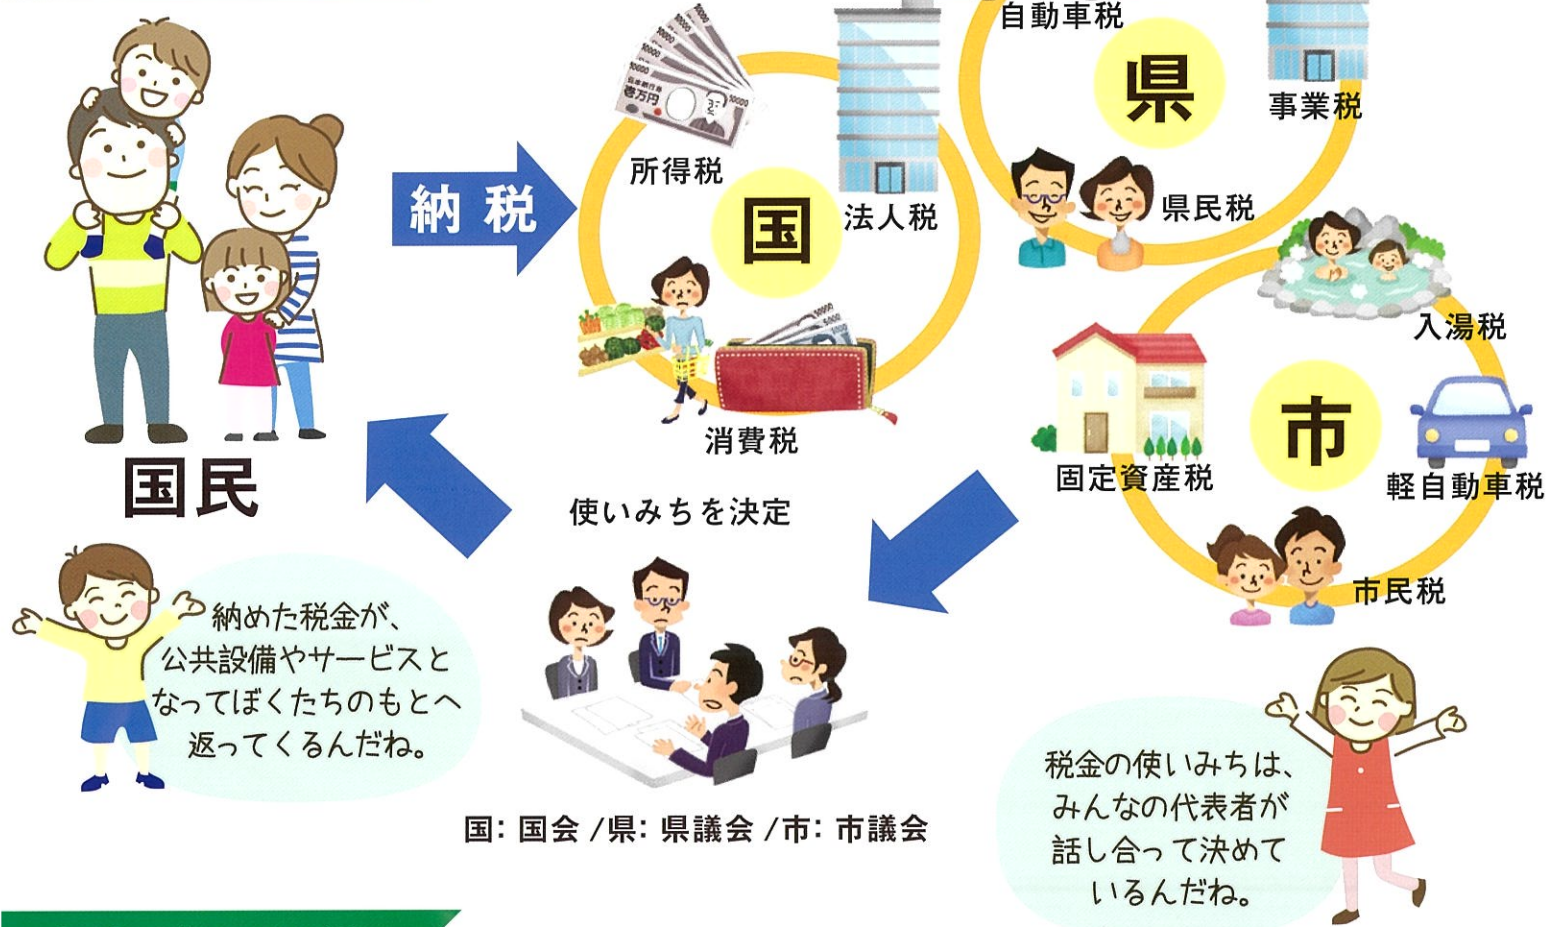 自動車税
県
事業税
県民税
納税
所得税
国
法人税
消費税
入湯税
市
固定資産税
軽自動車税
市民税
国民
使いみちを決定
納めた税金が、
公共設備やサービスと
なってぼくたちのもとへ
返ってくるんだね。
国: 国会 /県: 県議会 /市: 市議会
税金の使いみちは、
みんなの代表者が
話し合って決めて
いるんだね。